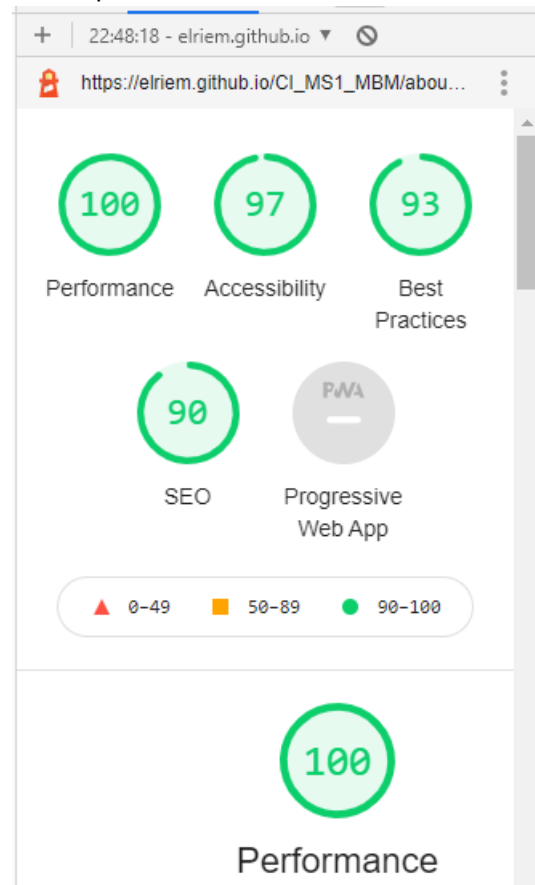 + 22:48:18 - elriem.github.io ▼
https://elriem.github.io/CI_MS1_MBM/abou...
100 97 93
Performance Accessibility Best
Practices
90 PWA
SEO Progressive
Web App
0–49 50–89 90–100
100
Performance